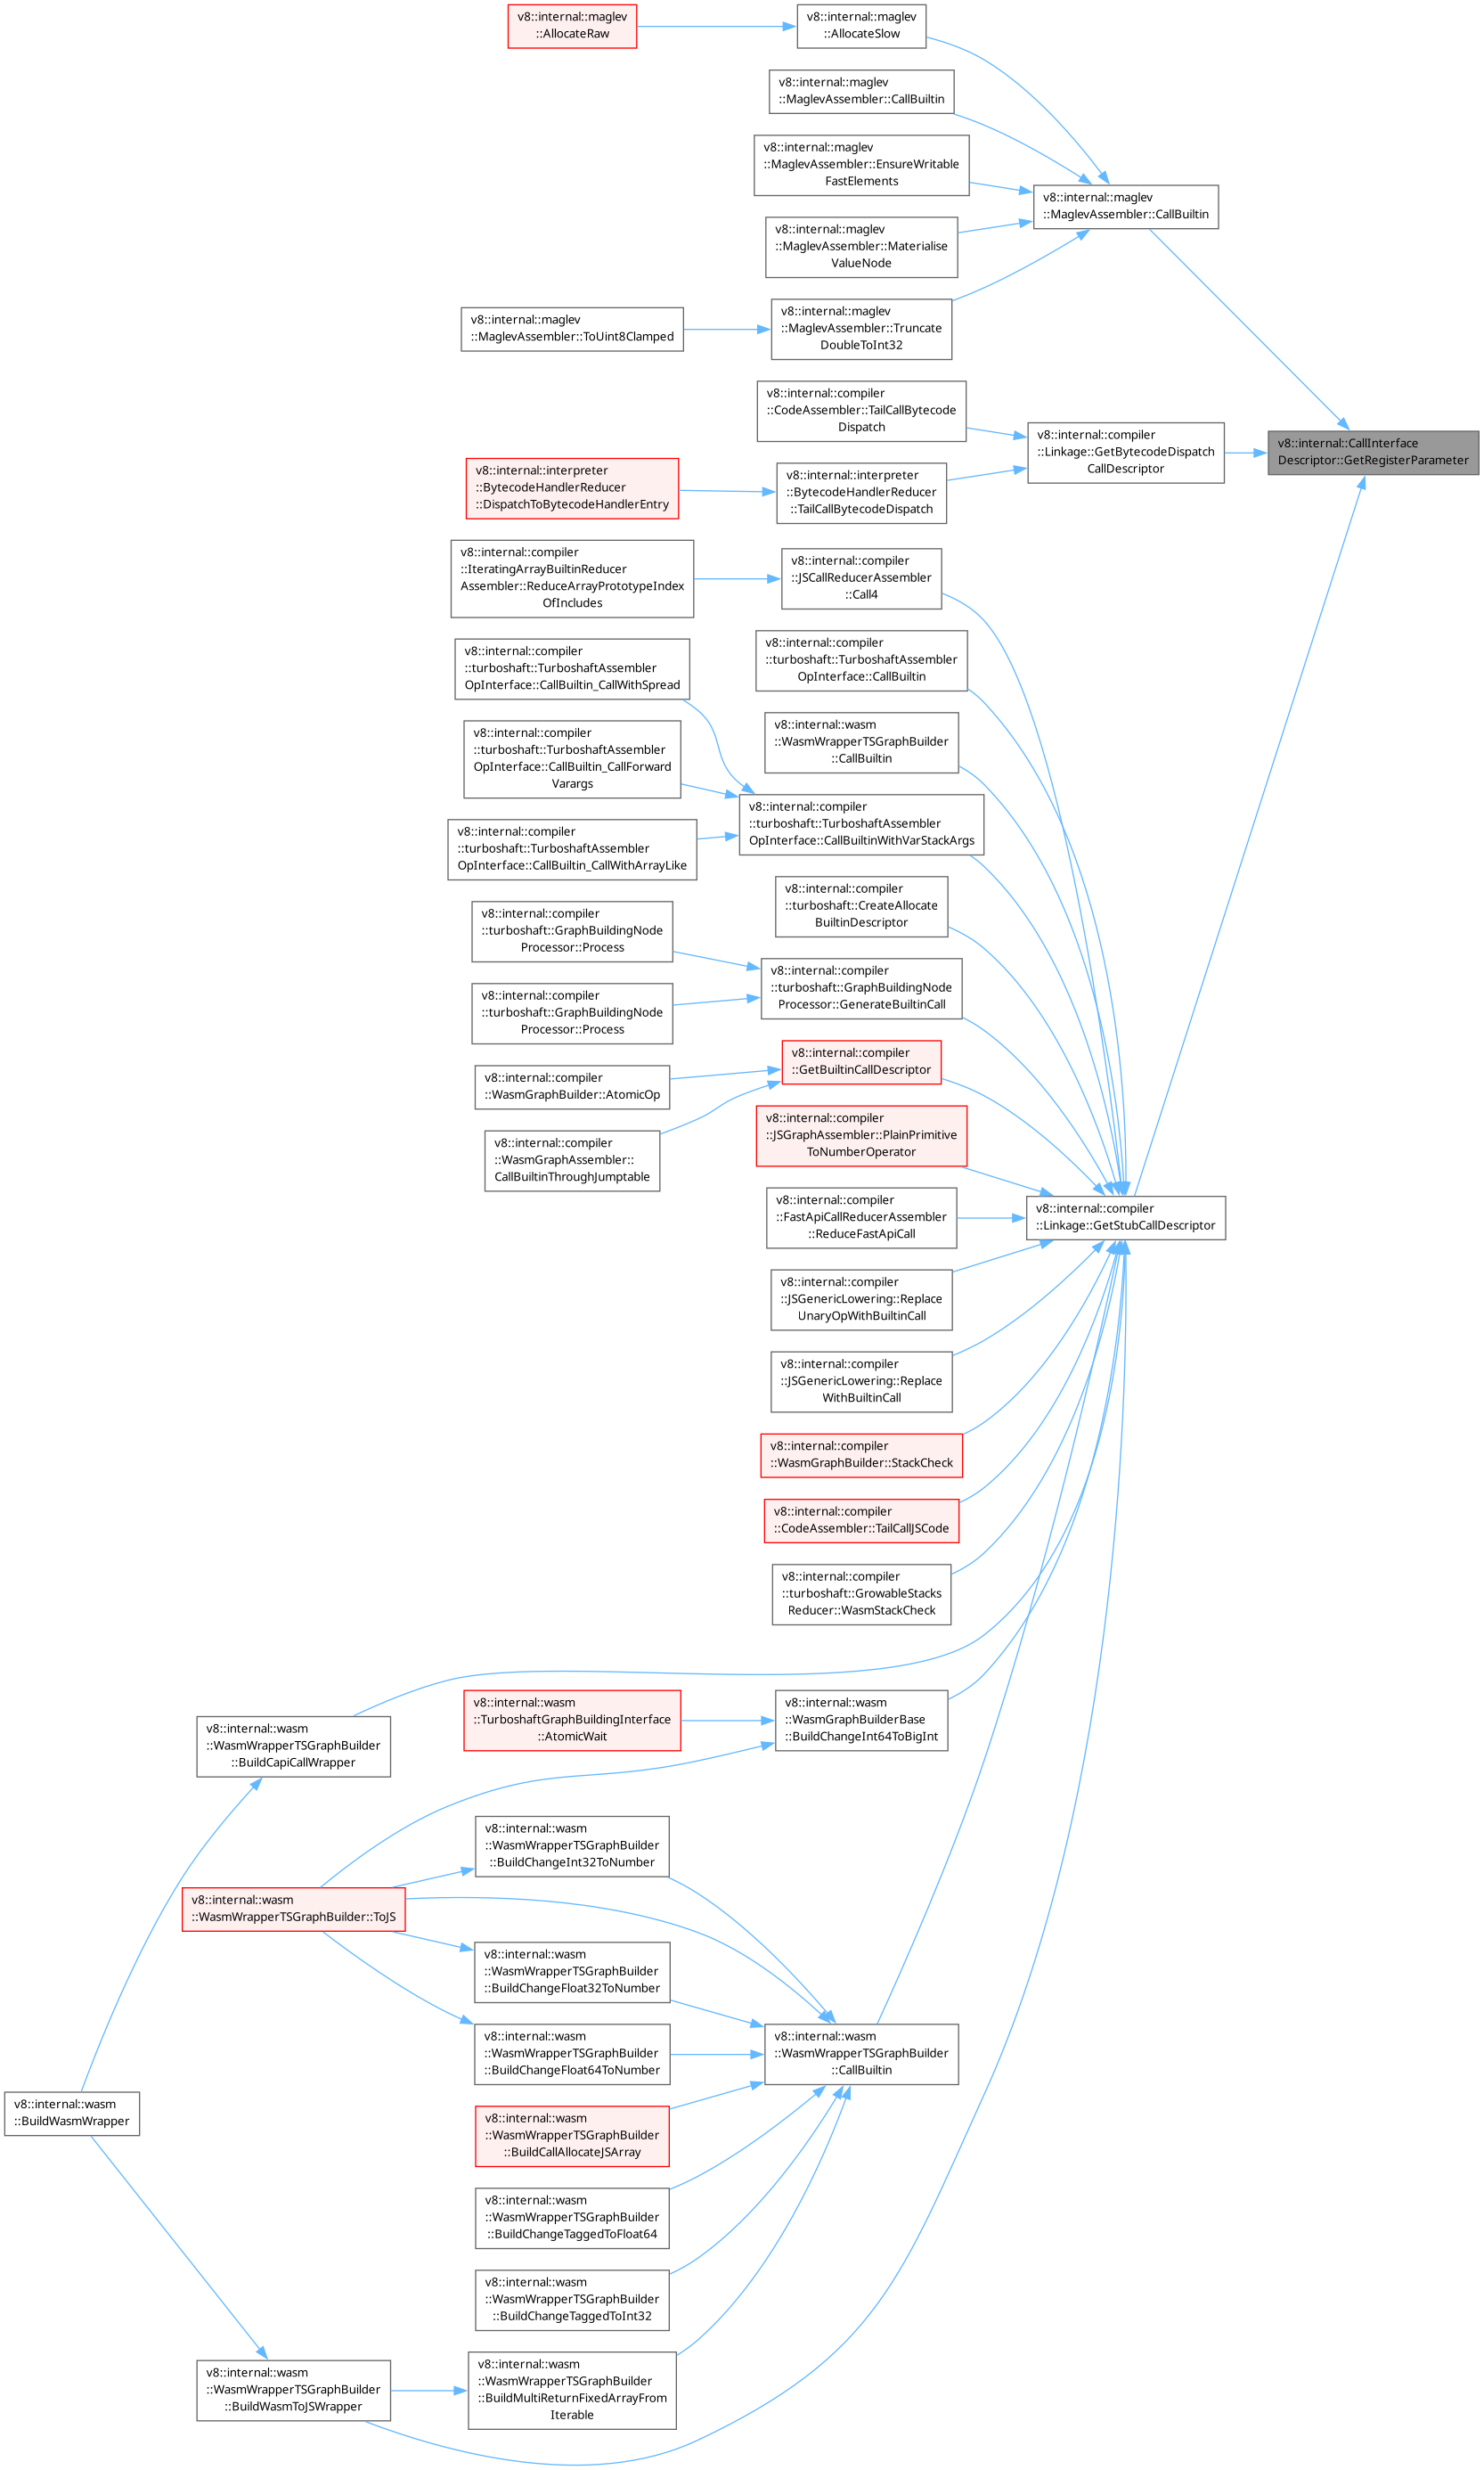 v8::internal::maglev
::AllocateRaw
v8::internal::maglev
::AllocateSlow
v8::internal::maglev
::MaglevAssembler::CallBuiltin
v8::internal::maglev
::MaglevAssembler::EnsureWritable
FastElements
v8::internal::maglev
::MaglevAssembler::CallBuiltin
v8::internal::maglev
::MaglevAssembler::Materialise
ValueNode
v8::internal::maglev
::MaglevAssembler::ToUint8Clamped
v8::internal::maglev
::MaglevAssembler::Truncate
DoubleToInt32
v8::internal::compiler
::CodeAssembler::TailCallBytecode
Dispatch
v8::internal::compiler
::Linkage::GetBytecodeDispatch
CallDescriptor
v8::internal::CallInterface
Descriptor::GetRegisterParameter
v8::internal::interpreter
::BytecodeHandlerReducer
::DispatchToBytecodeHandlerEntry
v8::internal::interpreter
::BytecodeHandlerReducer
::TailCallBytecodeDispatch
v8::internal::compiler
::IteratingArrayBuiltinReducer
Assembler::ReduceArrayPrototypeIndex
OfIncludes
v8::internal::compiler
::JSCallReducerAssembler
::Call4
v8::internal::compiler
::turboshaft::TurboshaftAssembler
OpInterface::CallBuiltin_CallWithSpread
v8::internal::compiler
::turboshaft::TurboshaftAssembler
OpInterface::CallBuiltin
v8::internal::compiler
::turboshaft::TurboshaftAssembler
OpInterface::CallBuiltin_CallForward
Varargs
v8::internal::wasm
::WasmWrapperTSGraphBuilder
::CallBuiltin
v8::internal::compiler
::turboshaft::TurboshaftAssembler
OpInterface::CallBuiltinWithVarStackArgs
v8::internal::compiler
::turboshaft::TurboshaftAssembler
OpInterface::CallBuiltin_CallWithArrayLike
v8::internal::compiler
::turboshaft::CreateAllocate
BuiltinDescriptor
v8::internal::compiler
::turboshaft::GraphBuildingNode
Processor::Process
v8::internal::compiler
::turboshaft::GraphBuildingNode
Processor::GenerateBuiltinCall
v8::internal::compiler
::turboshaft::GraphBuildingNode
Processor::Process
v8::internal::compiler
::GetBuiltinCallDescriptor
v8::internal::compiler
::WasmGraphBuilder::AtomicOp
v8::internal::compiler
::JSGraphAssembler::PlainPrimitive
ToNumberOperator
v8::internal::compiler
::WasmGraphAssembler::
CallBuiltinThroughJumptable
v8::internal::compiler
::FastApiCallReducerAssembler
::ReduceFastApiCall
v8::internal::compiler
::Linkage::GetStubCallDescriptor
v8::internal::compiler
::JSGenericLowering::Replace
UnaryOpWithBuiltinCall
v8::internal::compiler
::JSGenericLowering::Replace
WithBuiltinCall
v8::internal::compiler
::WasmGraphBuilder::StackCheck
v8::internal::compiler
::CodeAssembler::TailCallJSCode
v8::internal::compiler
::turboshaft::GrowableStacks
Reducer::WasmStackCheck
v8::internal::wasm
::WasmWrapperTSGraphBuilder
::BuildCapiCallWrapper
v8::internal::wasm
::TurboshaftGraphBuildingInterface
::AtomicWait
v8::internal::wasm
::WasmGraphBuilderBase
::BuildChangeInt64ToBigInt
v8::internal::wasm
::WasmWrapperTSGraphBuilder
::BuildChangeInt32ToNumber
v8::internal::wasm
::WasmWrapperTSGraphBuilder::ToJS
v8::internal::wasm
::WasmWrapperTSGraphBuilder
::BuildChangeFloat32ToNumber
v8::internal::wasm
::WasmWrapperTSGraphBuilder
::BuildChangeFloat64ToNumber
v8::internal::wasm
::WasmWrapperTSGraphBuilder
::CallBuiltin
v8::internal::wasm
::BuildWasmWrapper
v8::internal::wasm
::WasmWrapperTSGraphBuilder
::BuildCallAllocateJSArray
v8::internal::wasm
::WasmWrapperTSGraphBuilder
::BuildChangeTaggedToFloat64
v8::internal::wasm
::WasmWrapperTSGraphBuilder
::BuildChangeTaggedToInt32
v8::internal::wasm
::WasmWrapperTSGraphBuilder
::BuildWasmToJSWrapper
v8::internal::wasm
::WasmWrapperTSGraphBuilder
::BuildMultiReturnFixedArrayFrom
Iterable